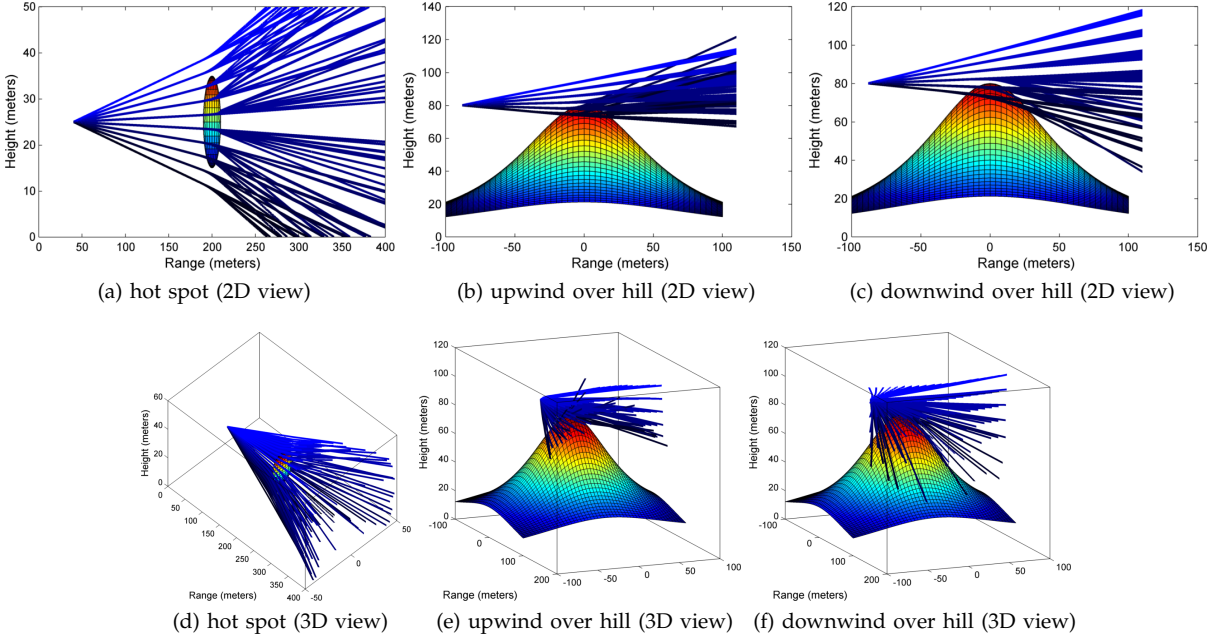 50
40
30
20
10
0
Height (meters)
0 50 100 150 200 250 300 350 400
Range (meters)
(a) hot spot (2D view)
140
120
100
80
60
40
20
0
Height (meters)
-100 -50 0 50 100 150
Range (meters)
(b) upwind over hill (2D view)
140
120
100
80
60
40
20
0
Height (meters)
-100 -50 0 50 100 150
Range (meters)
(c) downwind over hill (2D view)
60
40
20
0
Height (meters)
0
50
100
150
200
250
300
350
400
-50
0
50
Range (meters)
(d) hot spot (3D view)
120
100
80
60
40
20
0
Height (meters)
-100
0
100
200
-100 -50 0 50 100
Range (meters)
(e) upwind over hill (3D view)
120
100
80
60
40
20
0
Height (meters)
-100
0
100
200
-100 -50 0 50 100
Range (meters)
(f) downwind over hill (3D view)